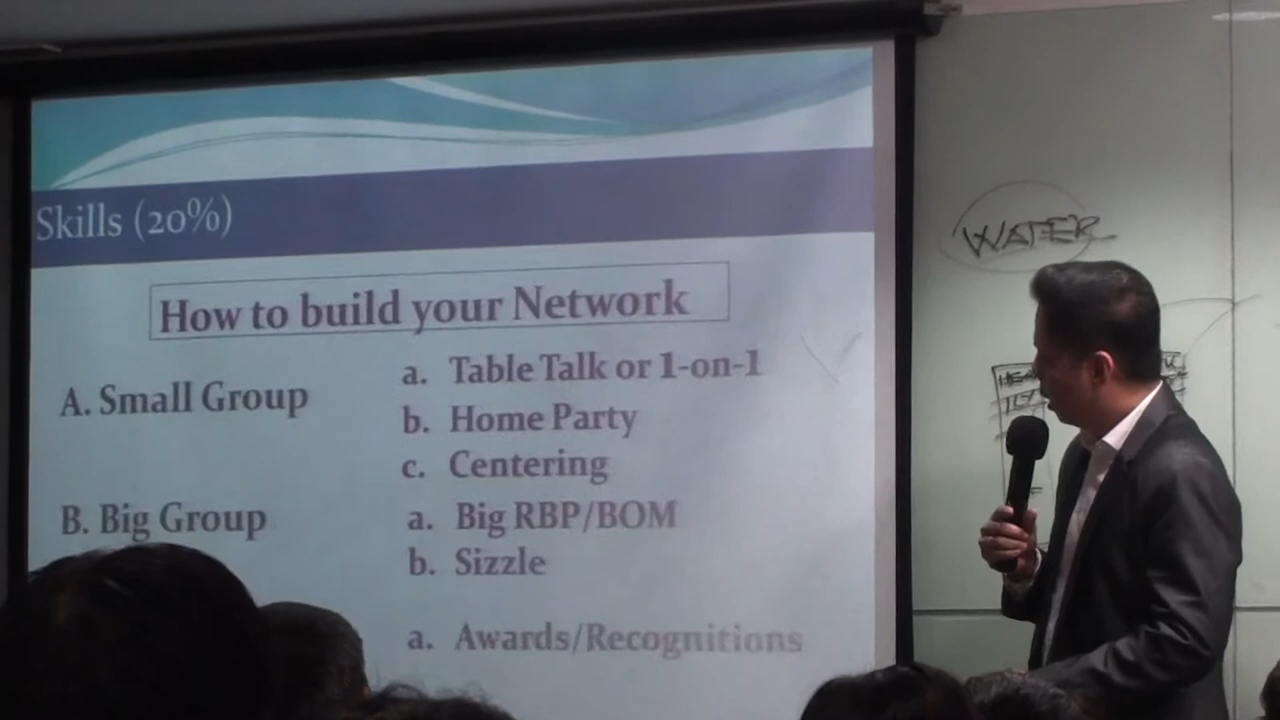 Skills (20%)
How to build your Network
A. Small Group
a. Table Talk or 1-on-1
b. Home Party
c. Centering
B. Big Group
a. Big RBP/BOM
b. Sizzle
a. Awards/Recognitions
WATER